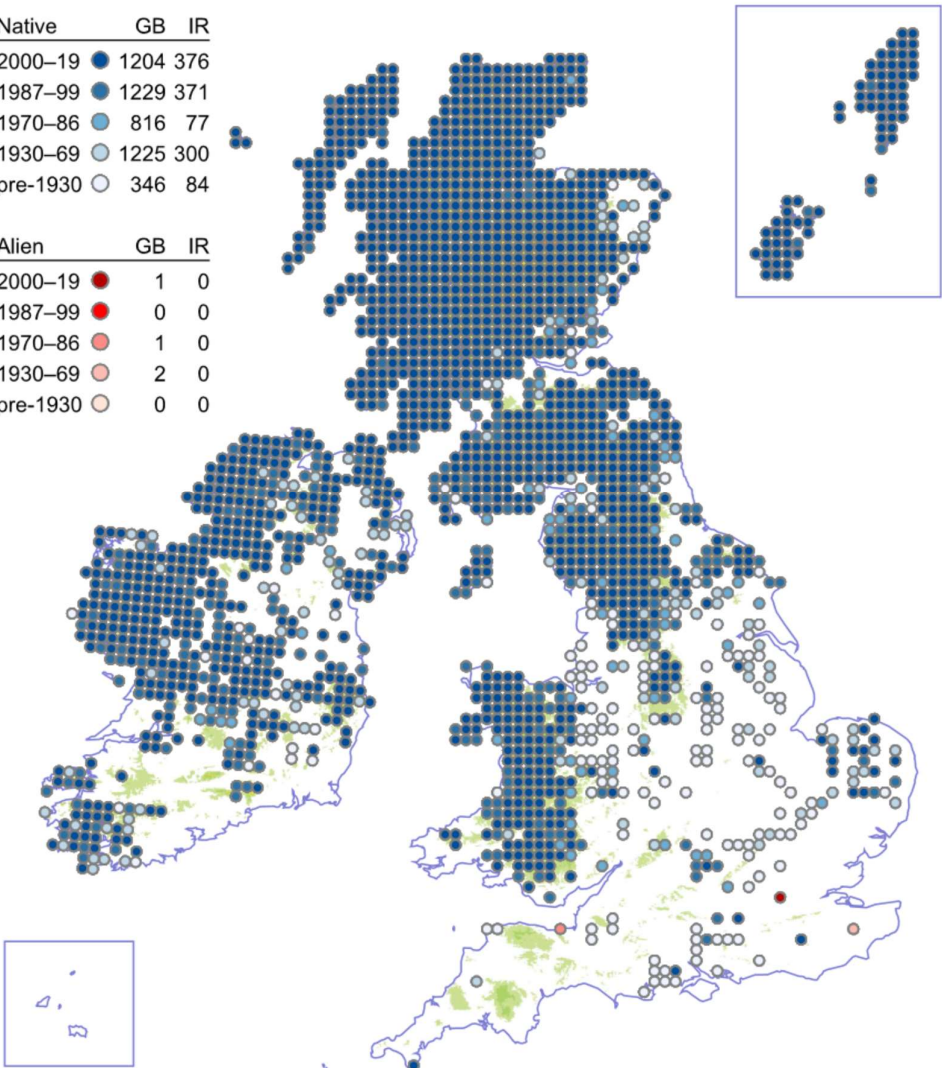 Native GB IR
2000–19 1204 376
1987–99 1229 371
1970–86 816 77
1930–69 1225 300
pre-1930 346 84
Alien GB IR
2000–19 1 0
1987–99 0 0
1970–86 1 0
1930–69 2 0
pre-1930 0 0